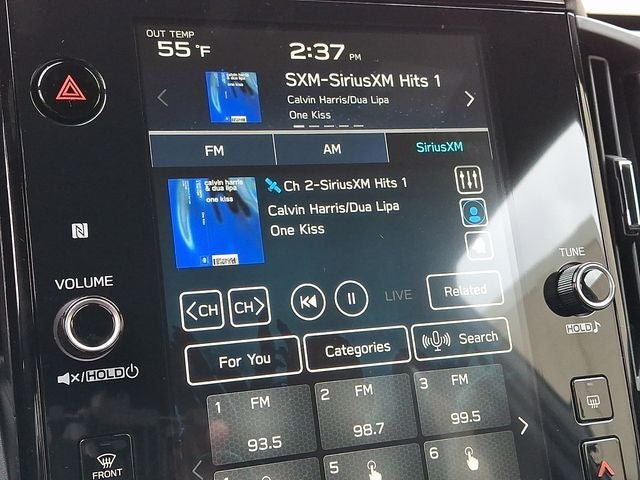 OUT TEMP
55 °F
2:37 PM
SXM-SiriusXM Hits 1
Calvin Harris/Dua Lipa
One Kiss
FM
AM
SiriusXM
calvin harris
& dua lipa
one kiss
Ch 2-SiriusXM Hits 1
Calvin Harris/Dua Lipa
One Kiss
N
VOLUME
TUNE
HOLD
<CH
CH>
LIVE
Related
For You
Categories
Search
/HOLD
1 FM
93.5
2 FM
98.7
3 FM
99.5
4
5
6
FRONT